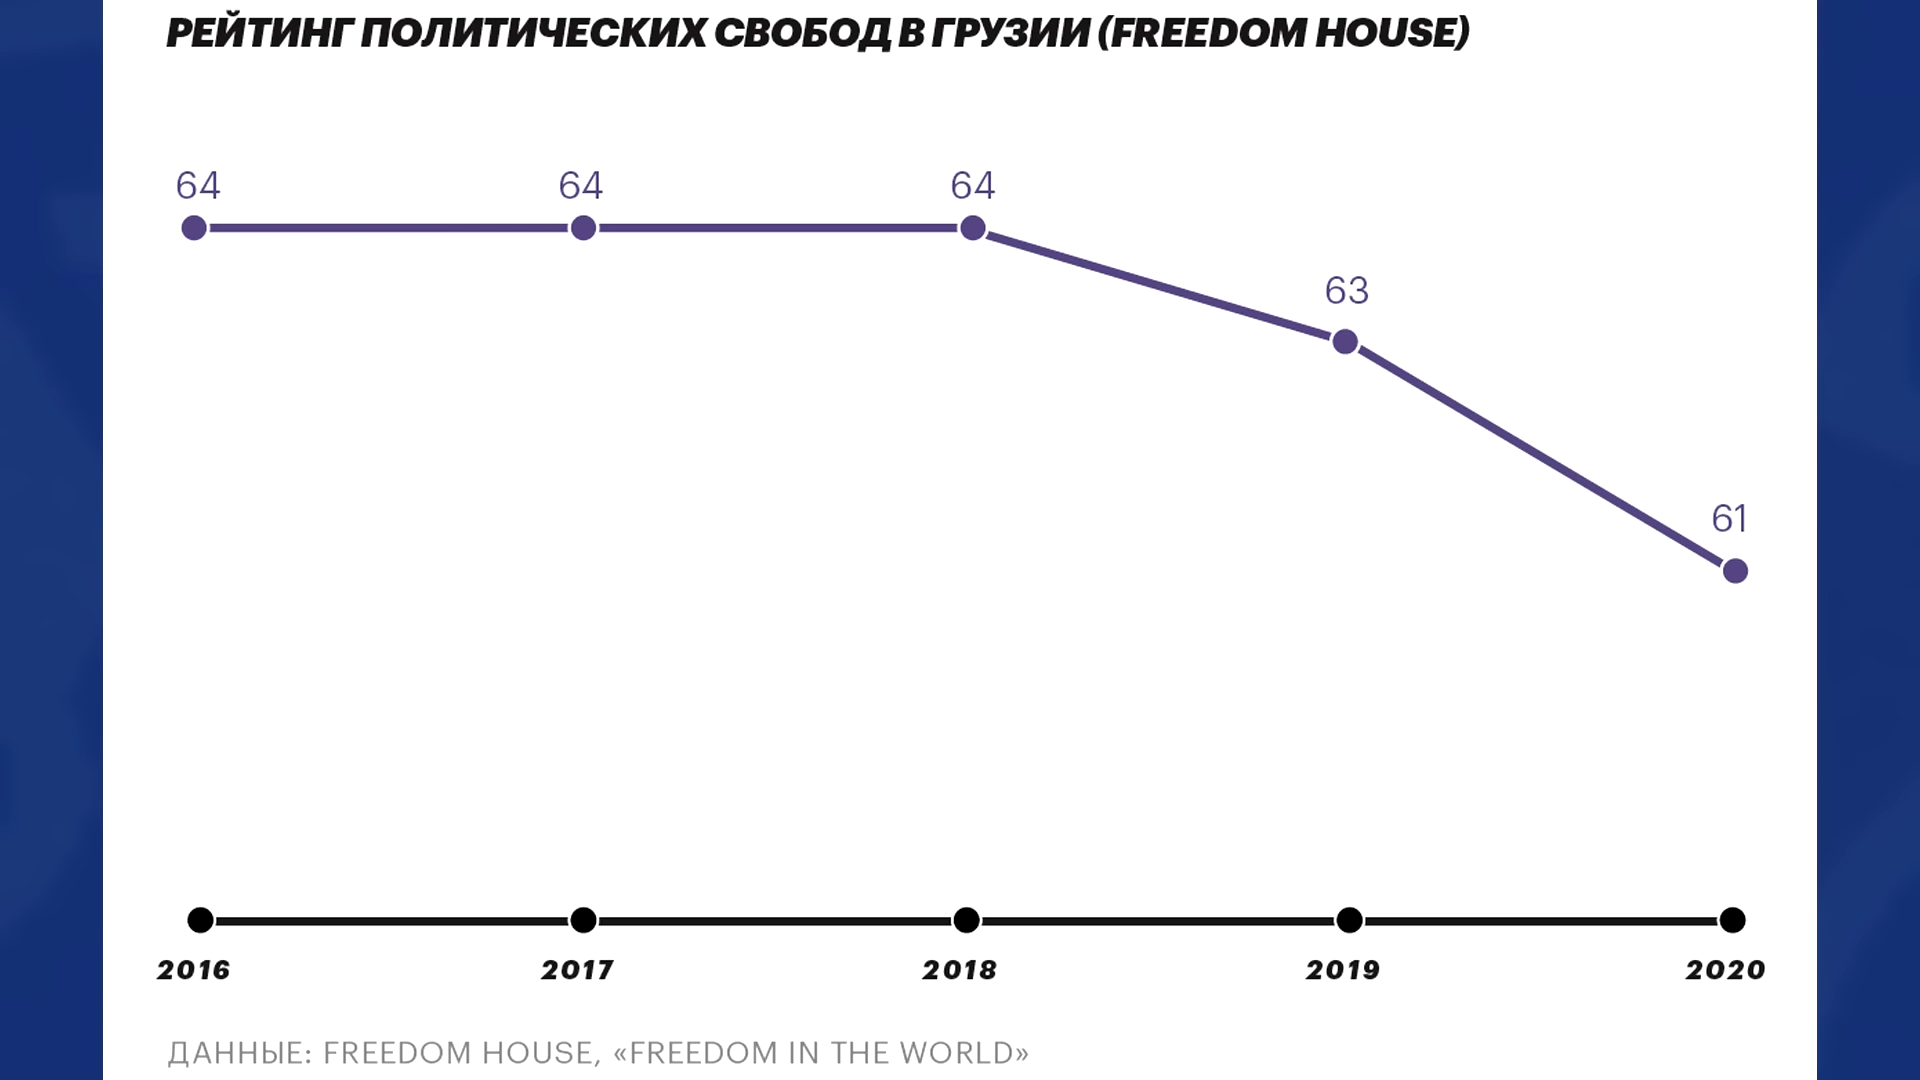 РЕЙТИНГ ПОЛИТИЧЕСКИХ СВОБОД В ГРУЗИИ (FREEDOM HOUSE)
64 64 64
63
61
2016 2017 2018 2019 2020
ДАННЫЕ: FREEDOM HOUSE, «FREEDOM IN THE WORLD»